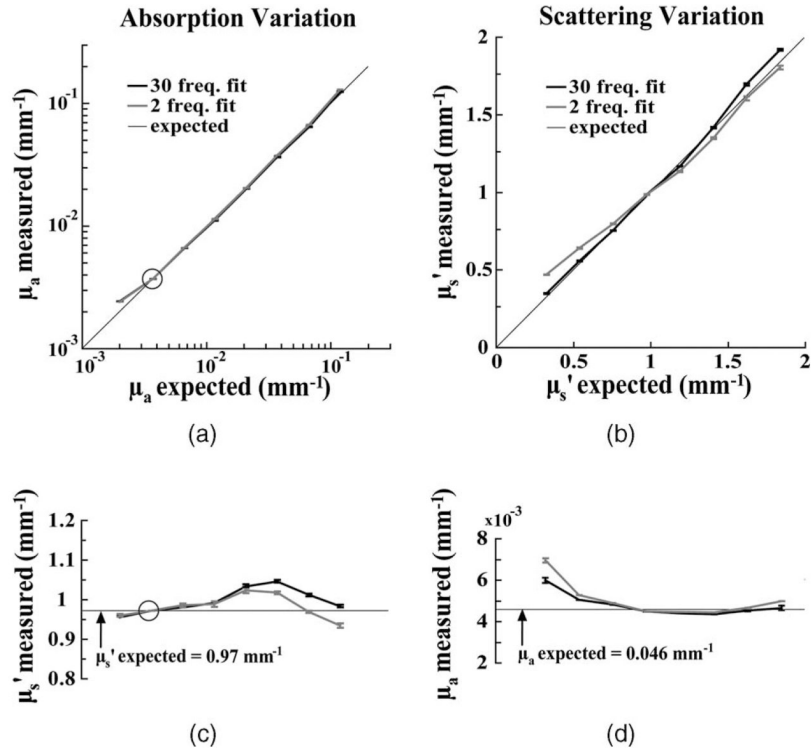 Absorption Variation
10⁻¹
30 freq. fit
2 freq. fit
expected
μₐ measured (mm⁻¹)
10⁻²
10⁻³
10⁻³
10⁻²
10⁻¹
μₐ expected (mm⁻¹)
(a)
Scattering Variation
2
30 freq. fit
2 freq. fit
expected
1.5
μₛ' measured (mm⁻¹)
1
0.5
0
0
0.5
1
1.5
2
μₛ' expected (mm⁻¹)
(b)
μₛ' measured (mm⁻¹)
1.2
1.1
1
0.9
0.8
μₛ' expected = 0.97 mm⁻¹
(c)
μₐ measured (mm⁻¹)
x10⁻³
8
6
4
2
μₐ expected = 0.046 mm⁻¹
(d)